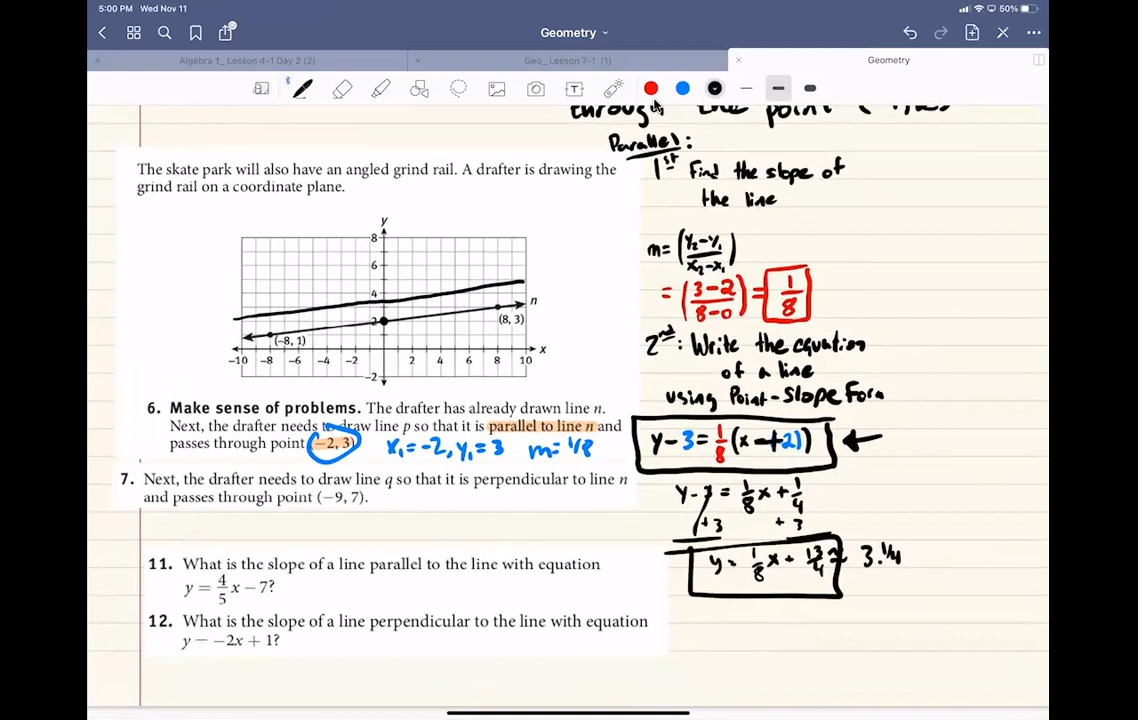 5:00 PM Wed Nov 11
50%
Geometry
Algebra 1_ Lesson 4-1 Day 2 (2)
Geo_ Lesson 7-1 (1)
Geometry
through the point
Parallel:
1st Find the slope of
the line
The skate park will also have an angled grind rail. A drafter is drawing the
grind rail on a coordinate plane.
m = (y₂-y₁/x₂-x₁)
= (3-2/8-0) = 1/8
2nd: Write the equation
of a line
using Point-Slope Form
y-3 = 1/8(x+2)
y-3 = 1/8x + 1/4
+3 +3
y = 1/8x + 13/4 3.1/4
y
8
6
4
2
-2
n
(8, 3)
(-8, 1)
x
-10 -8 -6 -4 -2 2 4 6 8 10
6. Make sense of problems. The drafter has already drawn line n.
Next, the drafter needs to draw line p so that it is parallel to line n and
passes through point (-2, 3). x₁=-2, y₁=3 m=1/8
7. Next, the drafter needs to draw line q so that it is perpendicular to line n
and passes through point (−9, 7).
11. What is the slope of a line parallel to the line with equation
y = 4/5 x − 7?
12. What is the slope of a line perpendicular to the line with equation
y = −2x + 1?